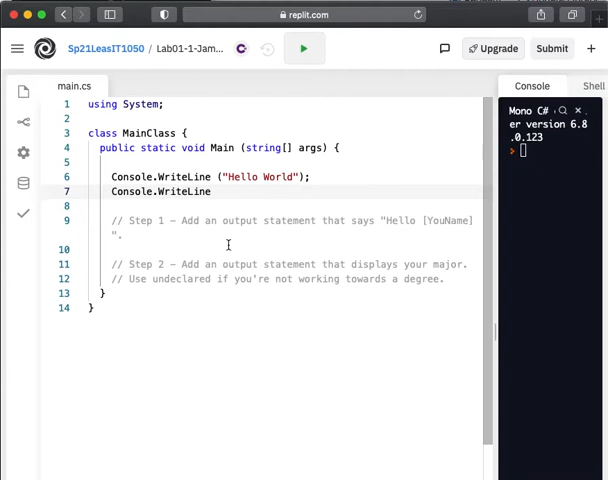 replit.com
Sp21LeasIT1050 / Lab01-1-Jam...
Upgrade
Submit
main.cs
Console
Shell
1 using System;
2
3 class MainClass {
4 public static void Main (string[] args) {
5
6 Console.WriteLine ("Hello World");
7 Console.WriteLine
8
9 // Step 1 – Add an output statement that says "Hello [YouName]
".
10
11 // Step 2 – Add an output statement that displays your major.
12 // Use undeclared if you're not working towards a degree.
13 }
14 }
Mono C#
er version 6.8
.0.123